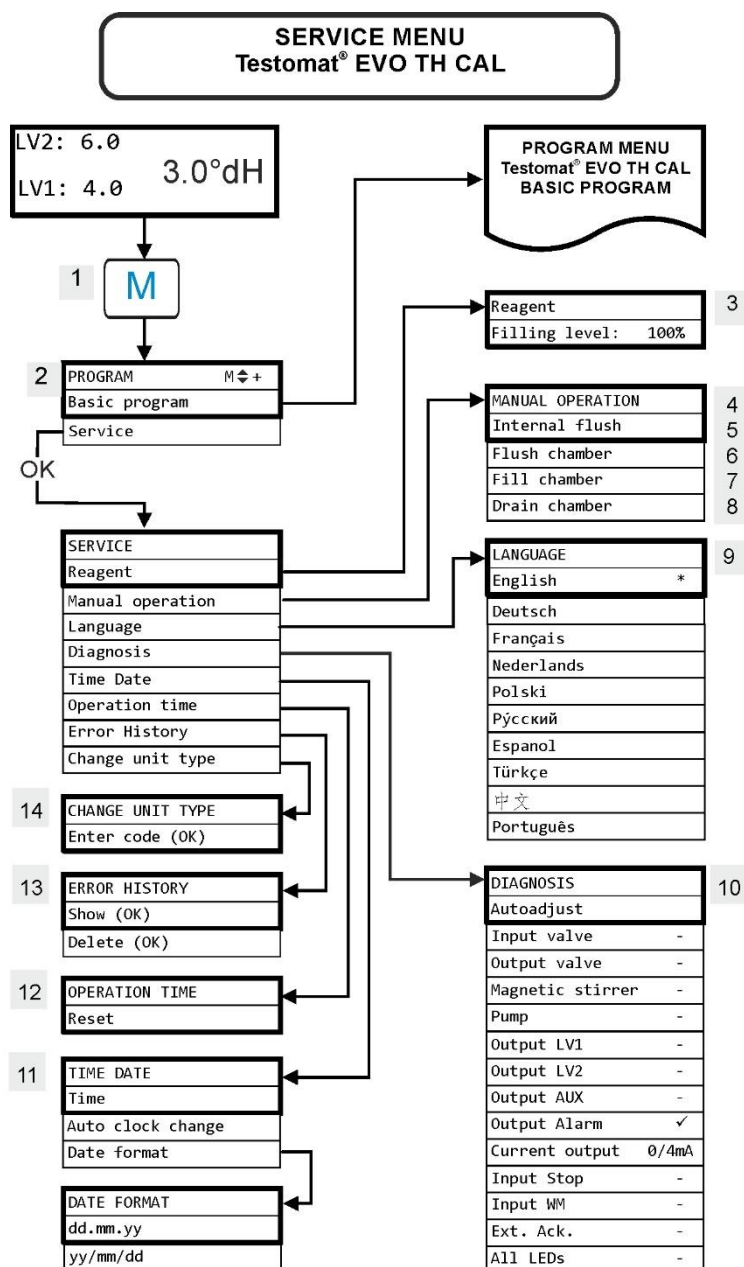 SERVICE MENU
Testomat® EVO TH CAL
LV2: 6.0
3.0°dH
LV1: 4.0
PROGRAM MENU
Testomat® EVO TH CAL
BASIC PROGRAM
1
M
2
PROGRAM M♦+
Basic program
Service
OK
SERVICE
Reagent
Manual operation
Language
Diagnosis
Time Date
Operation time
Error History
Change unit type
14
CHANGE UNIT TYPE
Enter code (OK)
13
ERROR HISTORY
Show (OK)
Delete (OK)
12
OPERATION TIME
Reset
11
TIME DATE
Time
Auto clock change
Date format
DATE FORMAT
dd.mm.yy
yy/mm/dd
Reagent
3
Filling level: 100%
MANUAL OPERATION
4
Internal flush
5
Flush chamber
6
Fill chamber
7
Drain chamber
8
LANGUAGE
9
English *
Deutsch
Français
Nederlands
Polski
Рýсский
Espanol
Türkçe
中文
Português
DIAGNOSIS
10
Autoadjust
Input valve -
Output valve -
Magnetic stirrer -
Pump -
Output LV1 -
Output LV2 -
Output AUX -
Output Alarm ✓
Current output 0/4mA
Input Stop -
Input WM -
Ext. Ack. -
All LEDs -